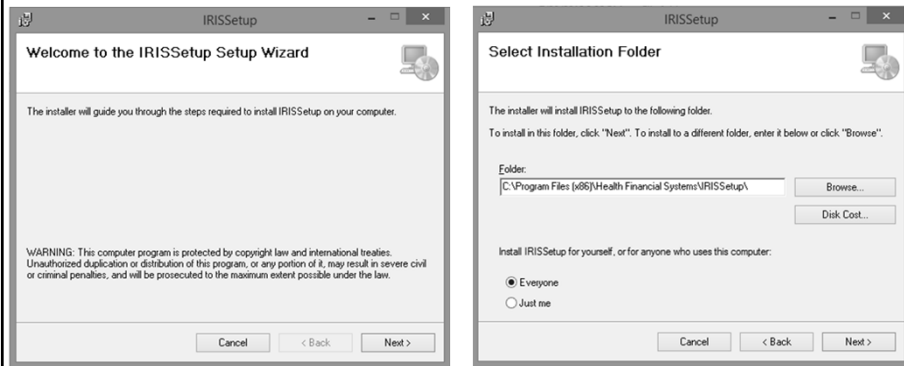 IRISSetup
Welcome to the IRISSetup Setup Wizard
The installer will guide you through the steps required to install IRISSetup on your computer.
WARNING: This computer program is protected by copyright law and international treaties.
Unauthorized duplication or distribution of this program, or any portion of it, may result in severe civil
or criminal penalties, and will be prosecuted to the maximum extent possible under the law.
Cancel
< Back
Next >
IRISSetup
Select Installation Folder
The installer will install IRISSetup to the following folder.
To install in this folder, click "Next". To install to a different folder, enter it below or click "Browse".
Folder:
C:\Program Files (x86)\Health Financial Systems\IRISSetup\
Browse...
Disk Cost...
Install IRISSetup for yourself, or for anyone who uses this computer:
Everyone
Just me
Cancel
< Back
Next >